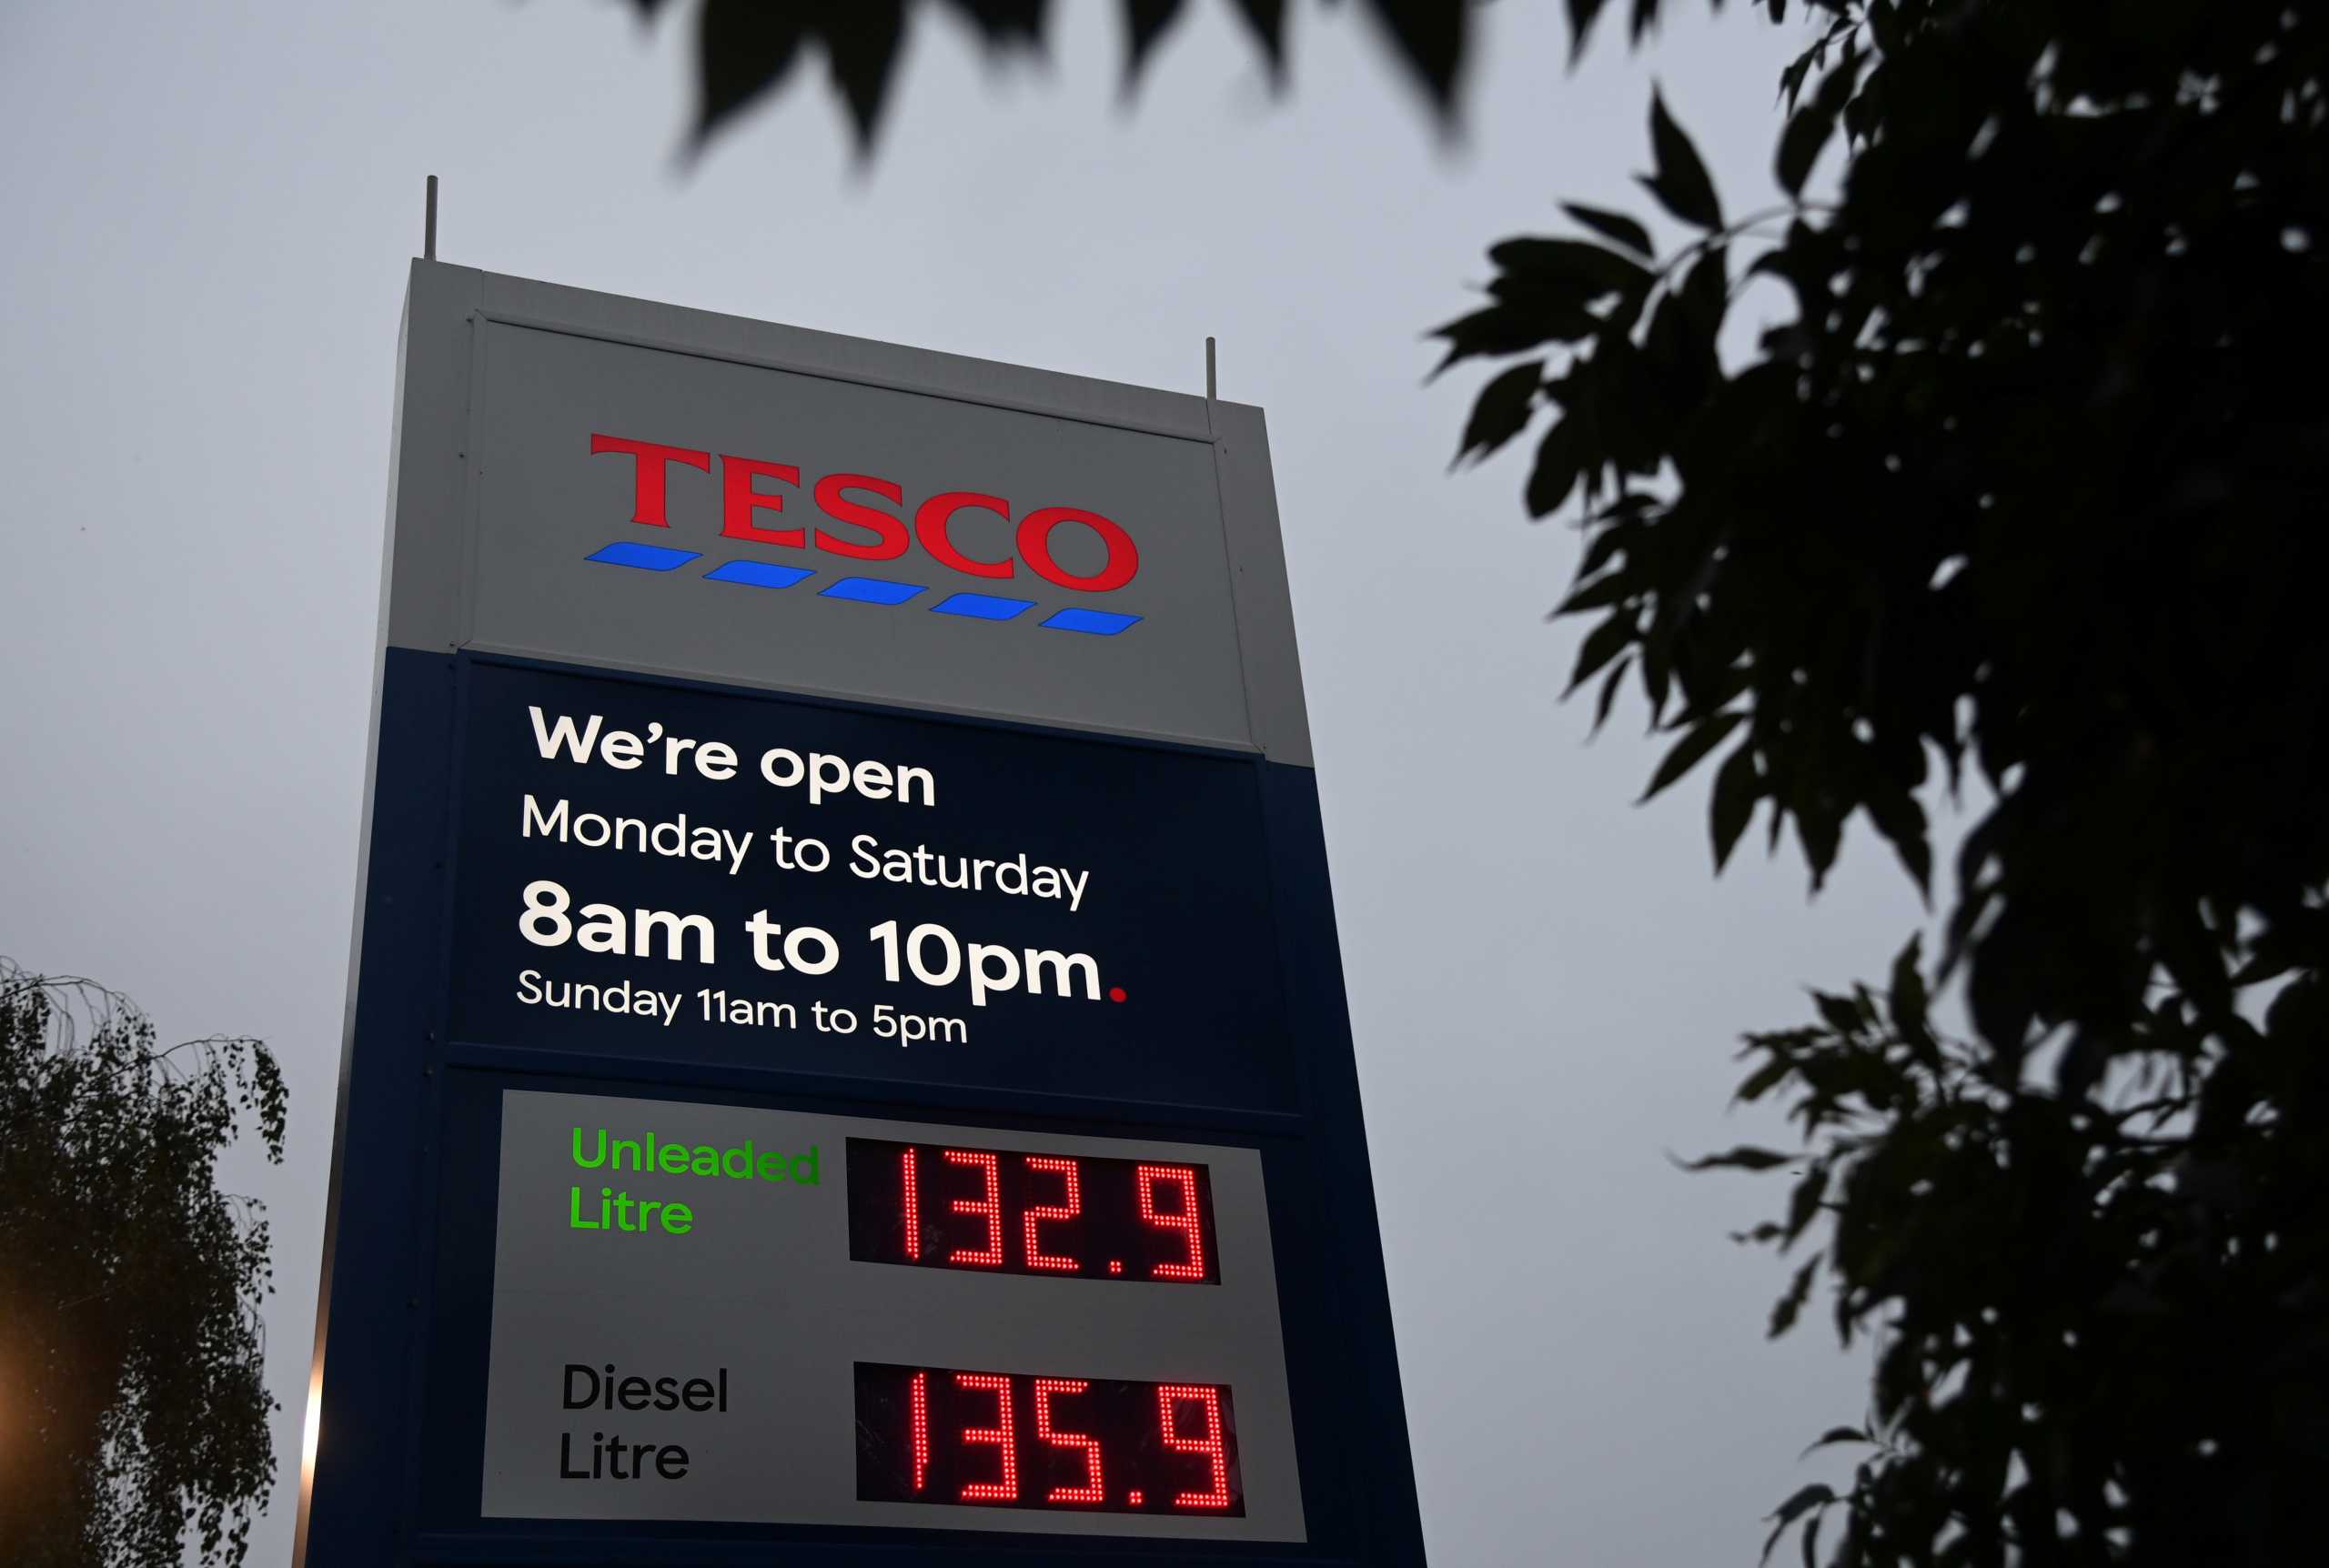 TESCO
We’re open
Monday to Saturday
8am to 10pm.
Sunday 11am to 5pm
Unleaded
Litre
132.9
Diesel
Litre
135.9